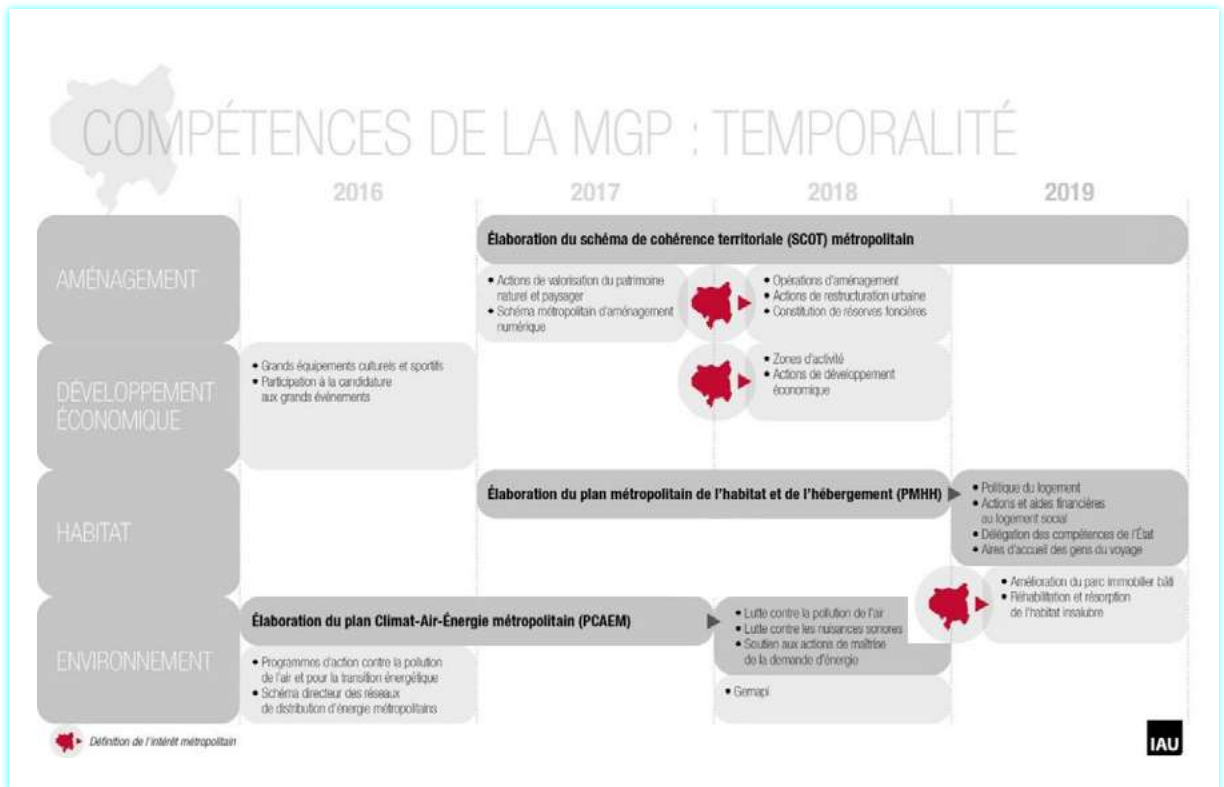 COMPÉTENCES DE LA MGP : TEMPORALITÉ
2016 2017 2018 2019
AMÉNAGEMENT
Élaboration du schéma de cohérence territoriale (SCOT) métropolitain
• Actions de valorisation du patrimoine
naturel et paysager
• Schéma métropolitain d'aménagement
numérique
• Opérations d'aménagement
• Actions de restructuration urbaine
• Constitution de réserves foncières
DÉVELOPPEMENT
ÉCONOMIQUE
• Grands équipements culturels et sportifs
• Participation à la candidature
aux grands événements
• Zones d'activité
• Actions de développement
économique
HABITAT
Élaboration du plan métropolitain de l'habitat et de l'hébergement (PMHH)
• Politique du logement
• Actions et aides financières
au logement social
• Délégation des compétences de l'État
• Aires d'accueil des gens du voyage
• Amélioration du parc immobilier bâti
• Réhabilitation et résorption
de l'habitat insalubre
ENVIRONNEMENT
Élaboration du plan Climat-Air-Énergie métropolitain (PCAEM)
• Programmes d'action contre la pollution
de l'air et pour la transition énergétique
• Schéma directeur des réseaux
de distribution d'énergie métropolitains
• Lutte contre la pollution de l'air
• Lutte contre les nuisances sonores
• Soutien aux actions de maîtrise
de la demande d'énergie
• Gemapi
Définition de l'intérêt métropolitain
IAU